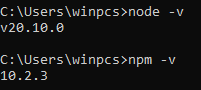 C:\Users\winpcs>node -v
v20.10.0
C:\Users\winpcs>npm -v
10.2.3